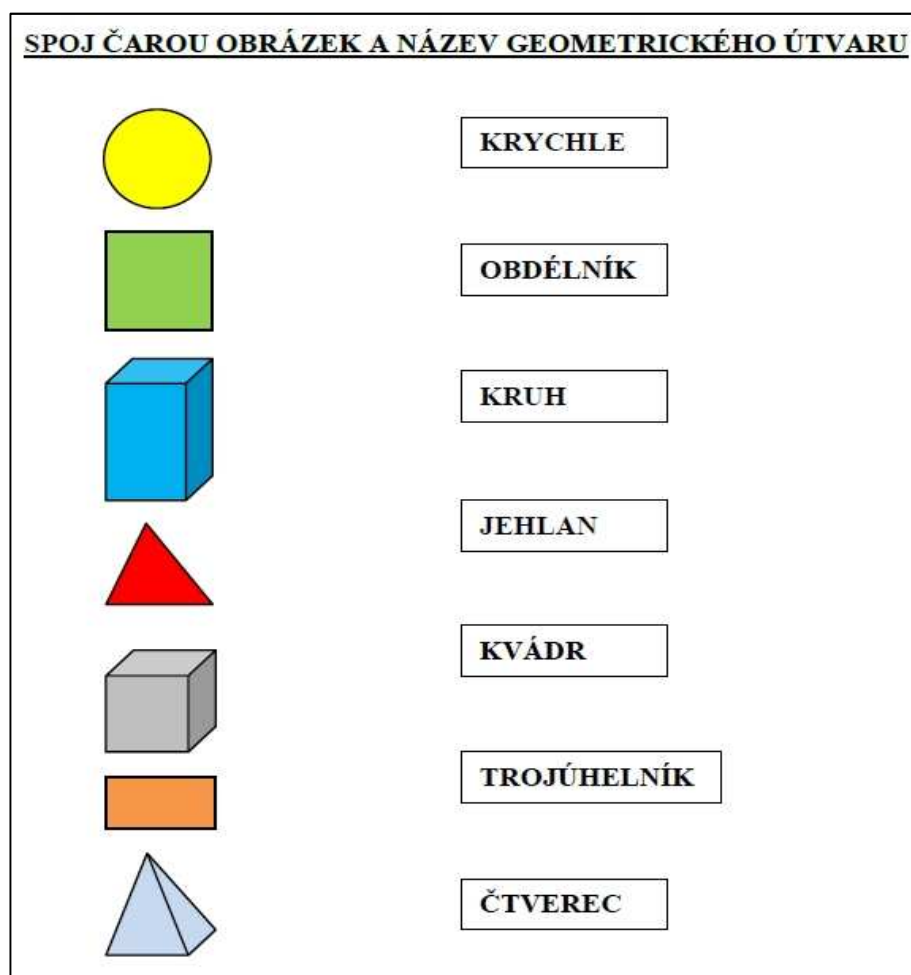 SPOJ ČAROU OBRÁZEK A NÁZEV GEOMETRICKÉHO ÚTVARU
KRYCHLE
OBDÉLNÍK
KRUH
JEHLAN
KVÁDR
TROJÚHELNÍK
ČTVEREC